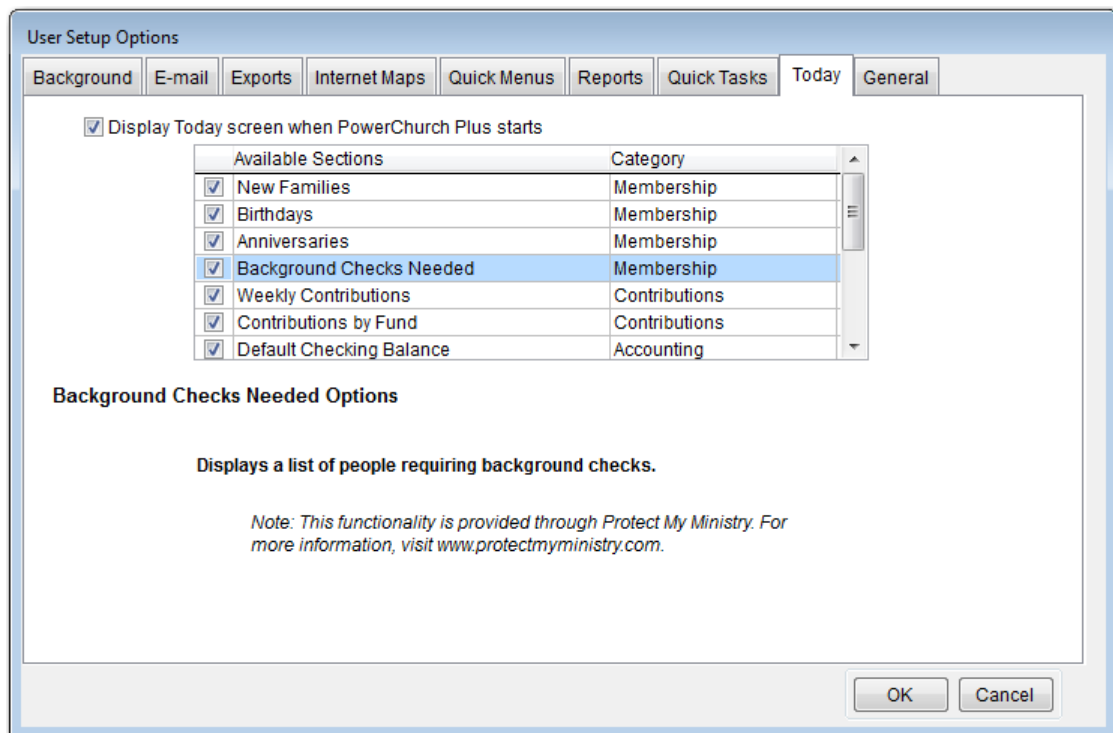 User Setup Options
Background E-mail Exports Internet Maps Quick Menus Reports Quick Tasks Today General
Display Today screen when PowerChurch Plus starts
Available Sections Category
New Families Membership
Birthdays Membership
Anniversaries Membership
Background Checks Needed Membership
Weekly Contributions Contributions
Contributions by Fund Contributions
Default Checking Balance Accounting
Background Checks Needed Options
Displays a list of people requiring background checks.
Note: This functionality is provided through Protect My Ministry. For
more information, visit www.protectmyministry.com.
OK Cancel